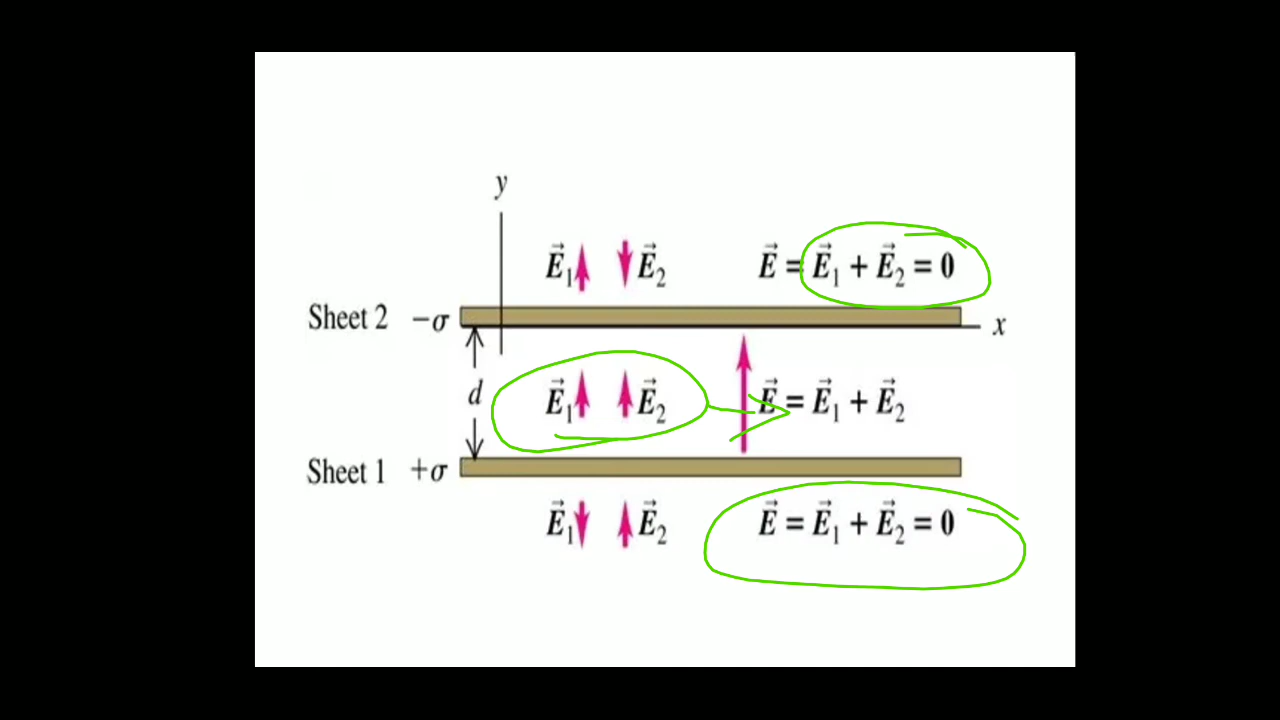 y
E⃗₁ E⃗₂ E⃗ = E⃗₁ + E⃗₂ = 0
Sheet 2 −σ x
d E⃗₁ E⃗₂ E⃗ = E⃗₁ + E⃗₂
Sheet 1 +σ
E⃗₁ E⃗₂ E⃗ = E⃗₁ + E⃗₂ = 0